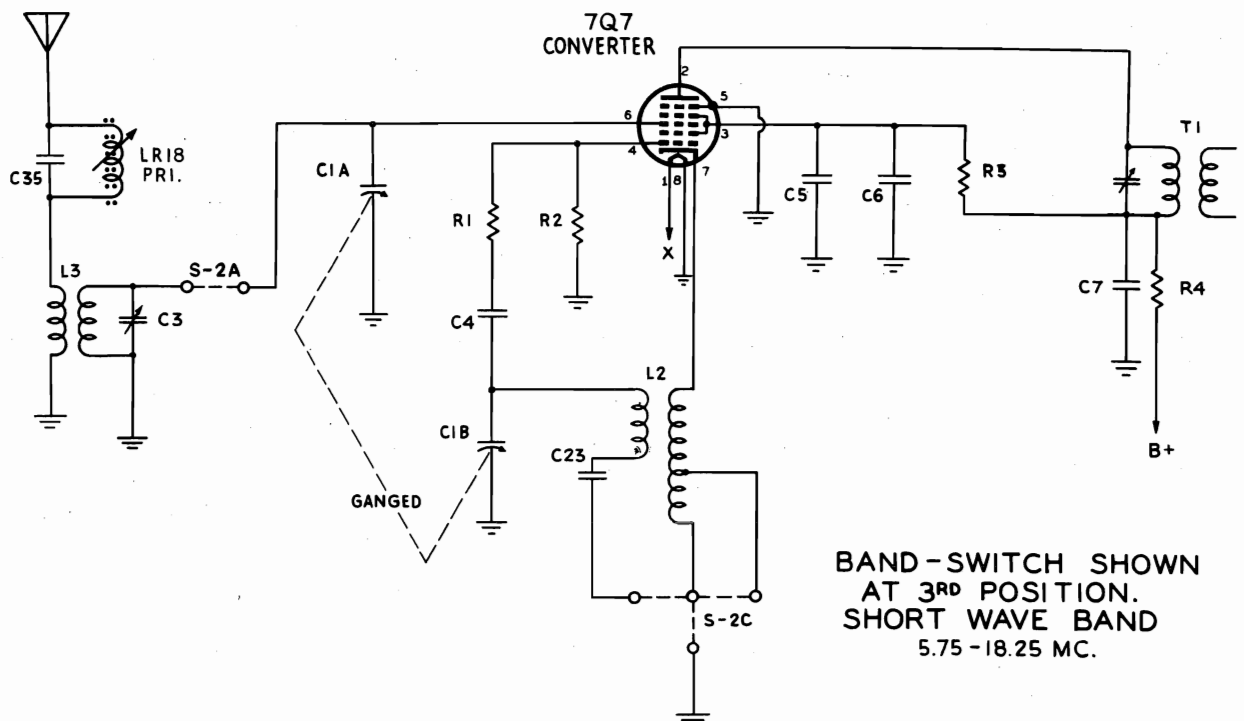 7Q7
CONVERTER
2
5
6
3
4
1
8
7
T1
LR18
PRI.
C35
C1A
C5
C6
R3
R1
R2
X
L3
S-2A
C3
C4
C7
R4
L2
C1B
C23
B+
GANGED
S-2C
BAND-SWITCH SHOWN
AT 3RD POSITION.
SHORT WAVE BAND
5.75-18.25 MC.